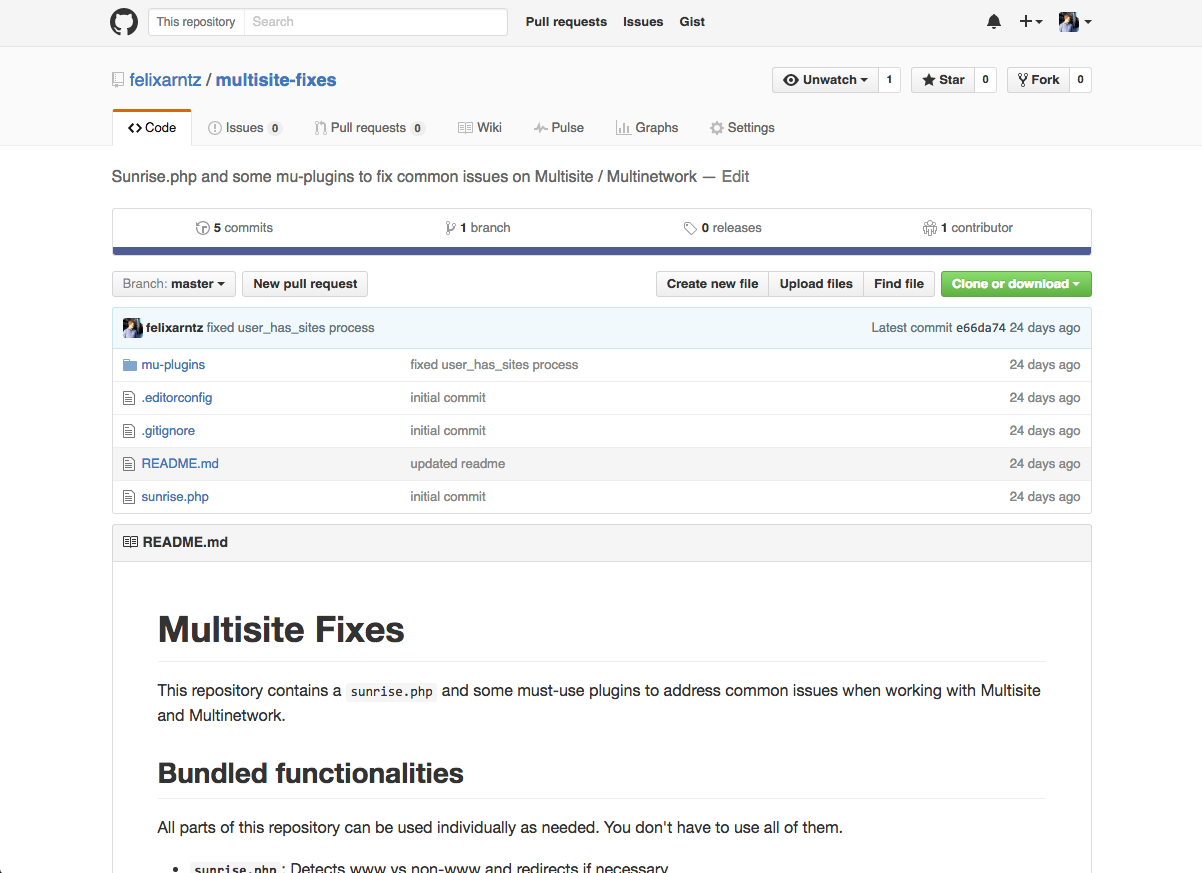 This repository Search Pull requests Issues Gist
felixarntz / multisite-fixes Unwatch 1 Star 0 Fork 0
Code Issues 0 Pull requests 0 Wiki Pulse Graphs Settings
Sunrise.php and some mu-plugins to fix common issues on Multisite / Multinetwork — Edit
5 commits 1 branch 0 releases 1 contributor
Branch: master New pull request Create new file Upload files Find file Clone or download
felixarntz fixed user_has_sites process Latest commit e66da74 24 days ago
mu-plugins fixed user_has_sites process 24 days ago
.editorconfig initial commit 24 days ago
.gitignore initial commit 24 days ago
README.md updated readme 24 days ago
sunrise.php initial commit 24 days ago
README.md
Multisite Fixes
This repository contains a sunrise.php and some must-use plugins to address common issues when working with Multisite
and Multinetwork.
Bundled functionalities
All parts of this repository can be used individually as needed. You don't have to use all of them.
• sunrise.php : Detects www vs non-www and redirects if necessary